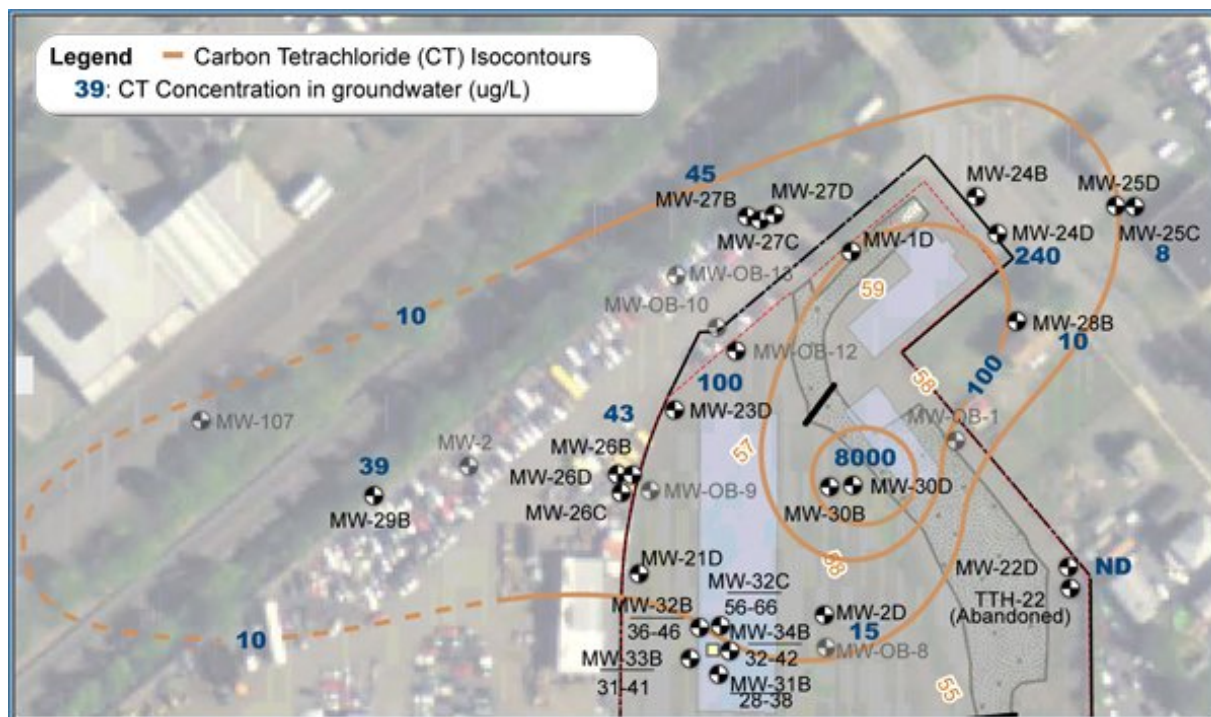 Legend
Carbon Tetrachloride (CT) Isocontours
39: CT Concentration in groundwater (ug/L)
45
MW-27B
MW-27D
MW-27C
MW-24B
MW-25D
MW-25C
8
MW-24D
240
MW-1D
59
MW-OB-13
MW-OB-10
10
MW-28B
10
MW-OB-12
100
100
58
MW-23D
43
MW-107
MW-2
MW-OB-1
57
MW-26B
MW-26D
MW-26C
MW-OB-9
39
MW-29B
8000
MW-30D
MW-30B
58
MW-21D
MW-22D
ND
TTH-22
(Abandoned)
MW-32C
56-66
MW-32B
36-46
MW-2D
15
MW-34B
32-42
MW-OB-8
10
MW-33B
31-41
MW-31B
28-38
55